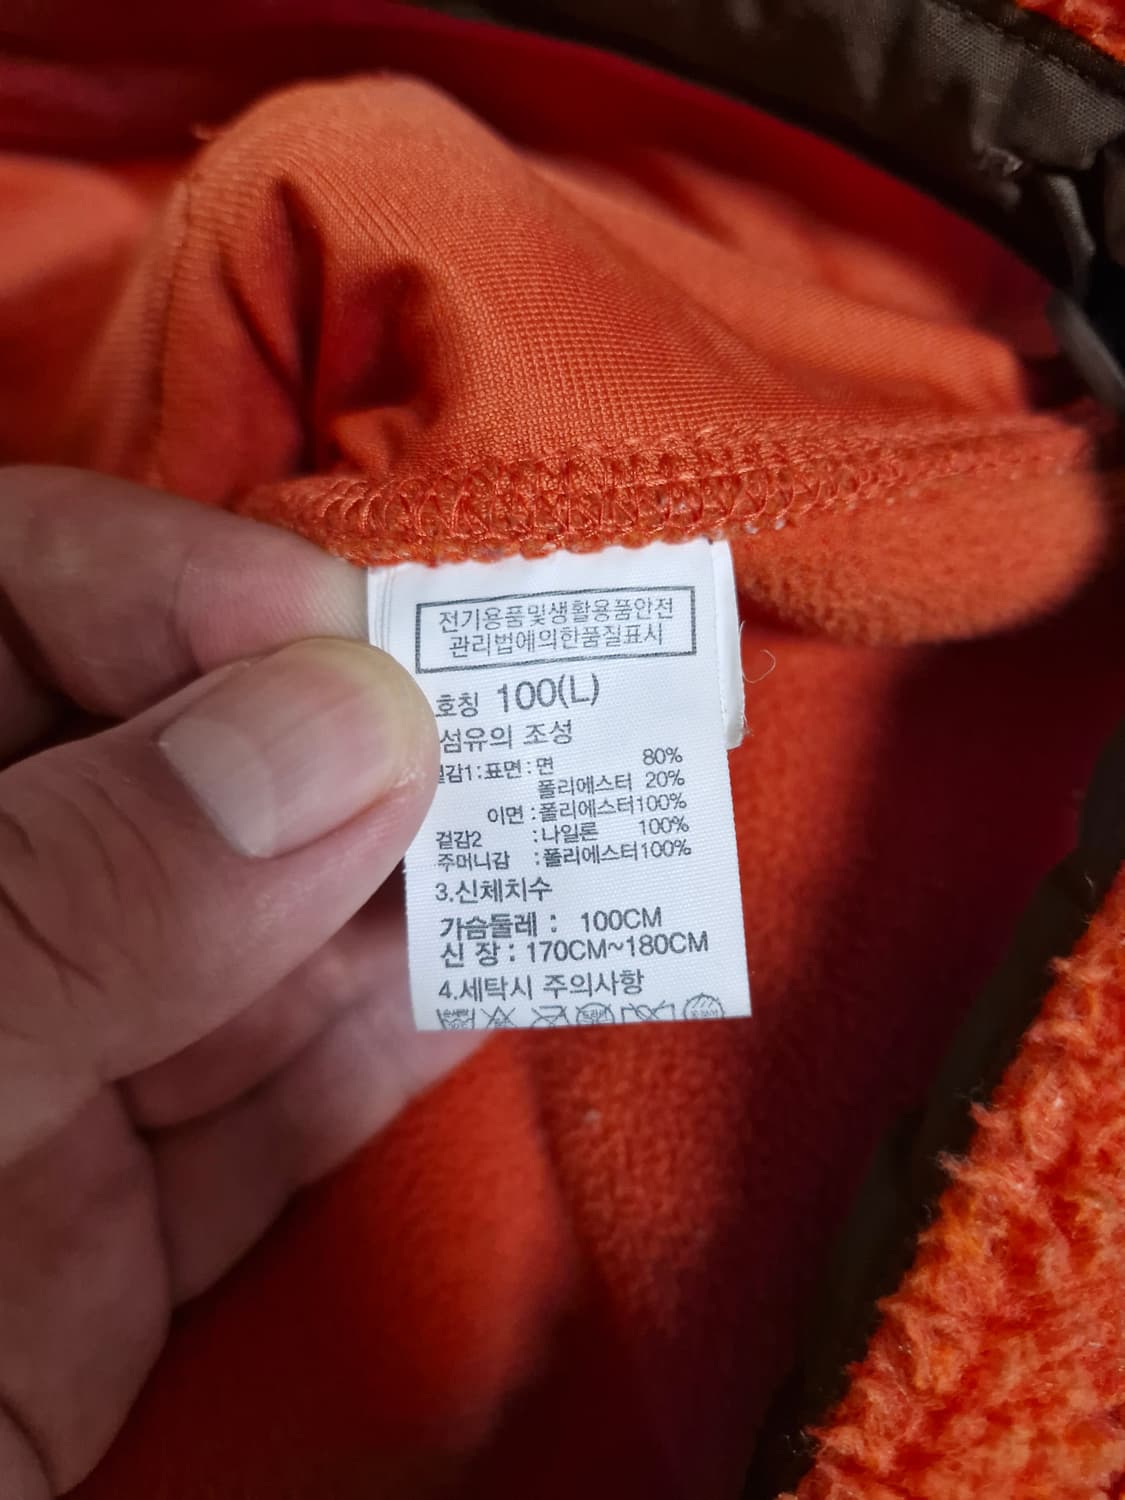 전기용품및생활용품안전
관리법에의한품질표시
호칭 100(L)
섬유의 조성
겉감1:표면:면 80%
폴리에스터 20%
이면:폴리에스터100%
겉감2 :나일론 100%
주머니감 :폴리에스터100%
3.신체치수
가슴둘레 : 100CM
신 장 : 170CM~180CM
4.세탁시 주의사항